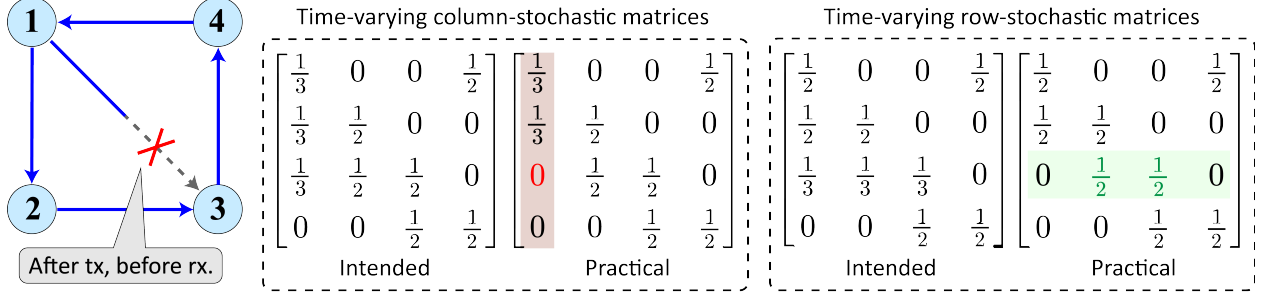 Time-varying column-stochastic matrices
Time-varying row-stochastic matrices
1 4
2 3
After tx, before rx.
1/3 0 0 1/2
1/3 1/2 0 0
1/3 1/2 1/2 0
0 0 1/2 1/2
Intended
1/3 0 0 1/2
1/3 1/2 0 0
0 1/2 1/2 0
0 0 1/2 1/2
Practical
1/2 0 0 1/2
1/2 1/2 0 0
1/3 1/3 1/3 0
0 0 1/2 1/2
Intended
1/2 0 0 1/2
1/2 1/2 0 0
0 1/2 1/2 0
0 0 1/2 1/2
Practical